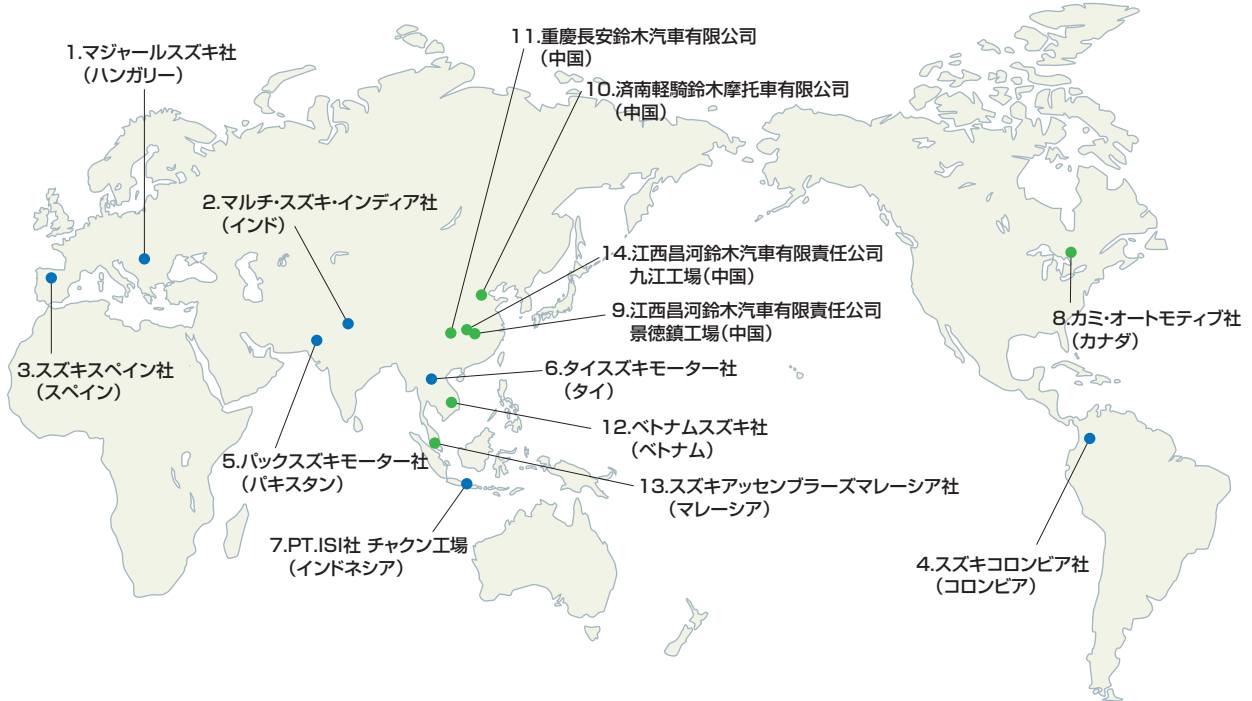 1.マジャールスズキ社
（ハンガリー）
11.重慶長安鈴木汽車有限公司
（中国）
10.済南軽騎鈴木摩托車有限公司
（中国）
2.マルチ・スズキ・インディア社
（インド）
14.江西昌河鈴木汽車有限責任公司
九江工場（中国）
9.江西昌河鈴木汽車有限責任公司
景徳鎮工場（中国）
8.カミ・オートモティブ社
（カナダ）
3.スズキスペイン社
（スペイン）
6.タイスズキモーター社
（タイ）
12.ベトナムスズキ社
（ベトナム）
5.パックスズキモーター社
（パキスタン）
13.スズキアッセンブラーズマレーシア社
（マレーシア）
7.PT.ISI社 チャクン工場
（インドネシア）
4.スズキコロンビア社
（コロンビア）